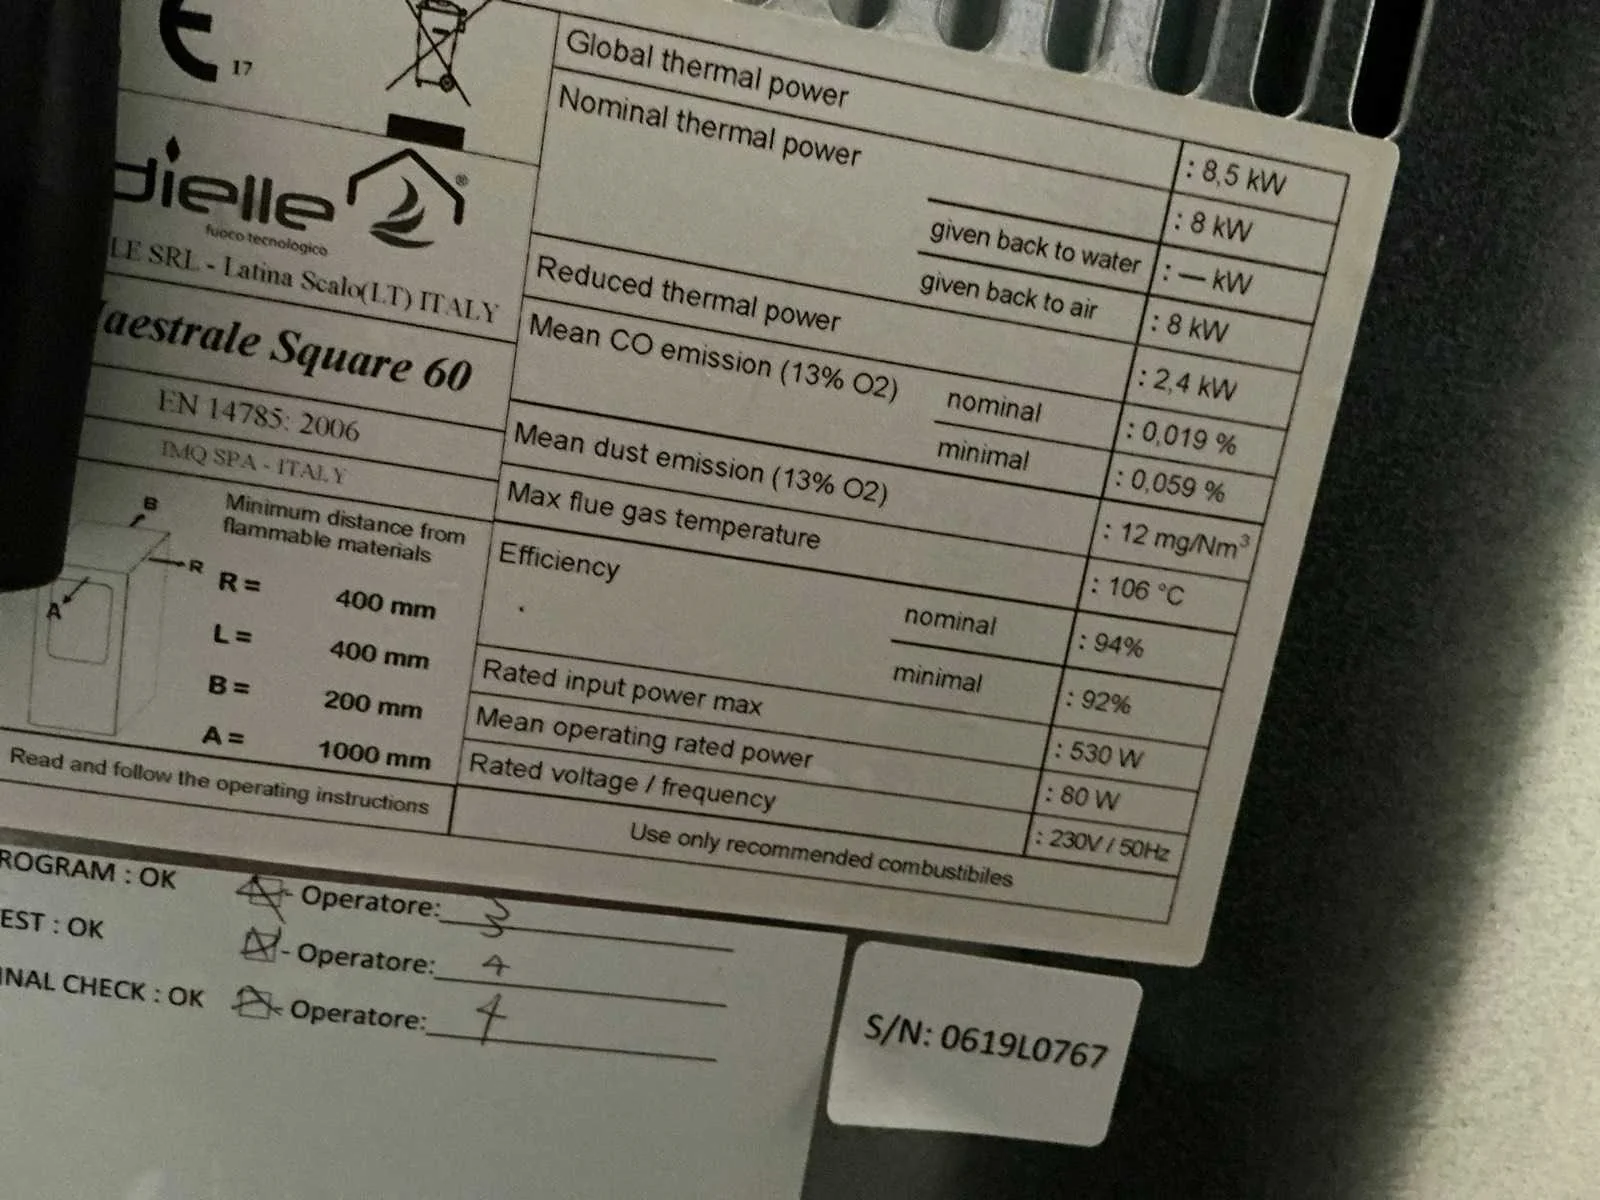 CE 17
dielle®
fuoco tecnologico
LE SRL - Latina Scalo(LT) ITALY
aestrale Square 60
EN 14785: 2006
IMQ SPA - ITALY
Minimum distance from
flammable materials
B
R
A
R = 400 mm
L = 400 mm
B = 200 mm
A = 1000 mm
Read and follow the operating instructions
Global thermal power : 8,5 kW
Nominal thermal power : 8 kW
given back to water : — kW
given back to air : 8 kW
Reduced thermal power : 2,4 kW
Mean CO emission (13% O2) nominal : 0,019 %
minimal : 0,059 %
Mean dust emission (13% O2) : 12 mg/Nm³
Max flue gas temperature : 106 °C
Efficiency nominal : 94%
minimal : 92%
Rated input power max : 530 W
Mean operating rated power : 80 W
Rated voltage / frequency : 230V / 50Hz
Use only recommended combustibiles
ROGRAM : OK - Operatore: 3
EST : OK - Operatore: 4
INAL CHECK : OK - Operatore: 4
S/N: 0619L0767